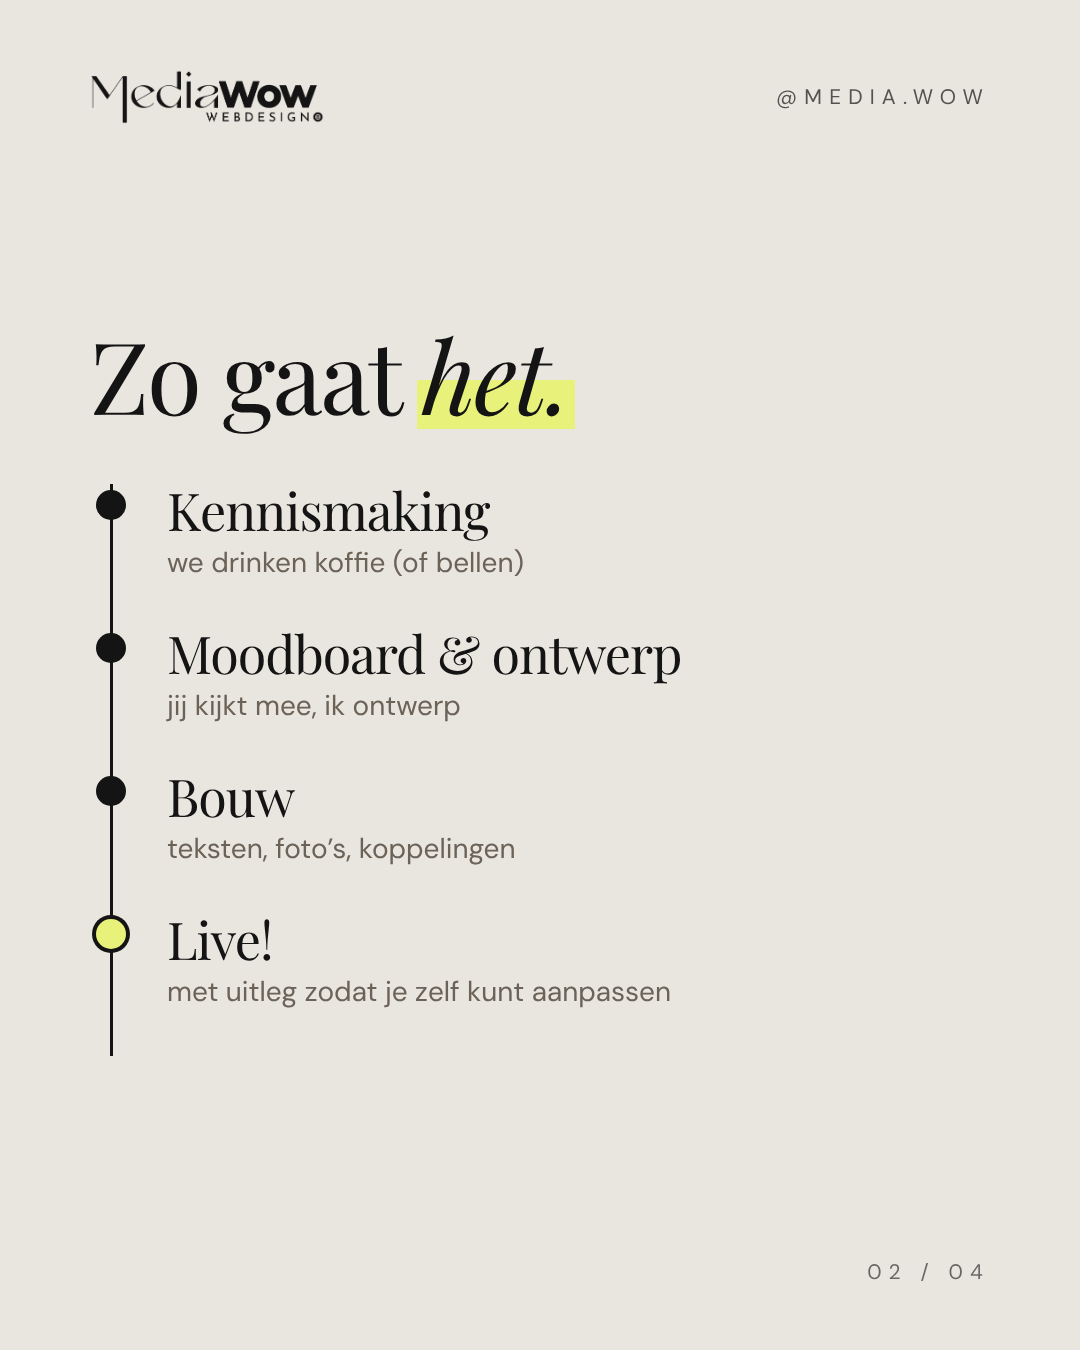 MediaWow
WEBDESIGN
@MEDIA.WOW
Zo gaat het.
Kennismaking
we drinken koffie (of bellen)
Moodboard & ontwerp
jij kijkt mee, ik ontwerp
Bouw
teksten, foto’s, koppelingen
Live!
met uitleg zodat je zelf kunt aanpassen
02 / 04